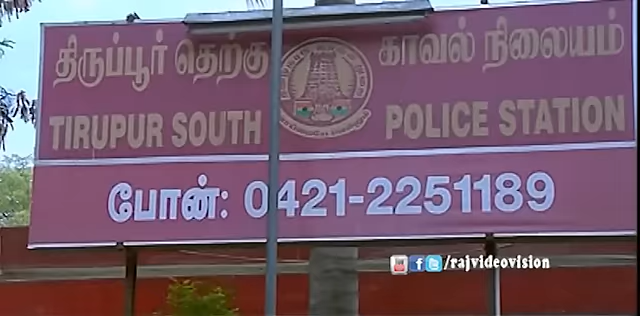 திருப்பூர் தெற்கு காவல் நிலையம்
TIRUPUR SOUTH POLICE STATION
போன்: 0421-2251189
/rajvideovision